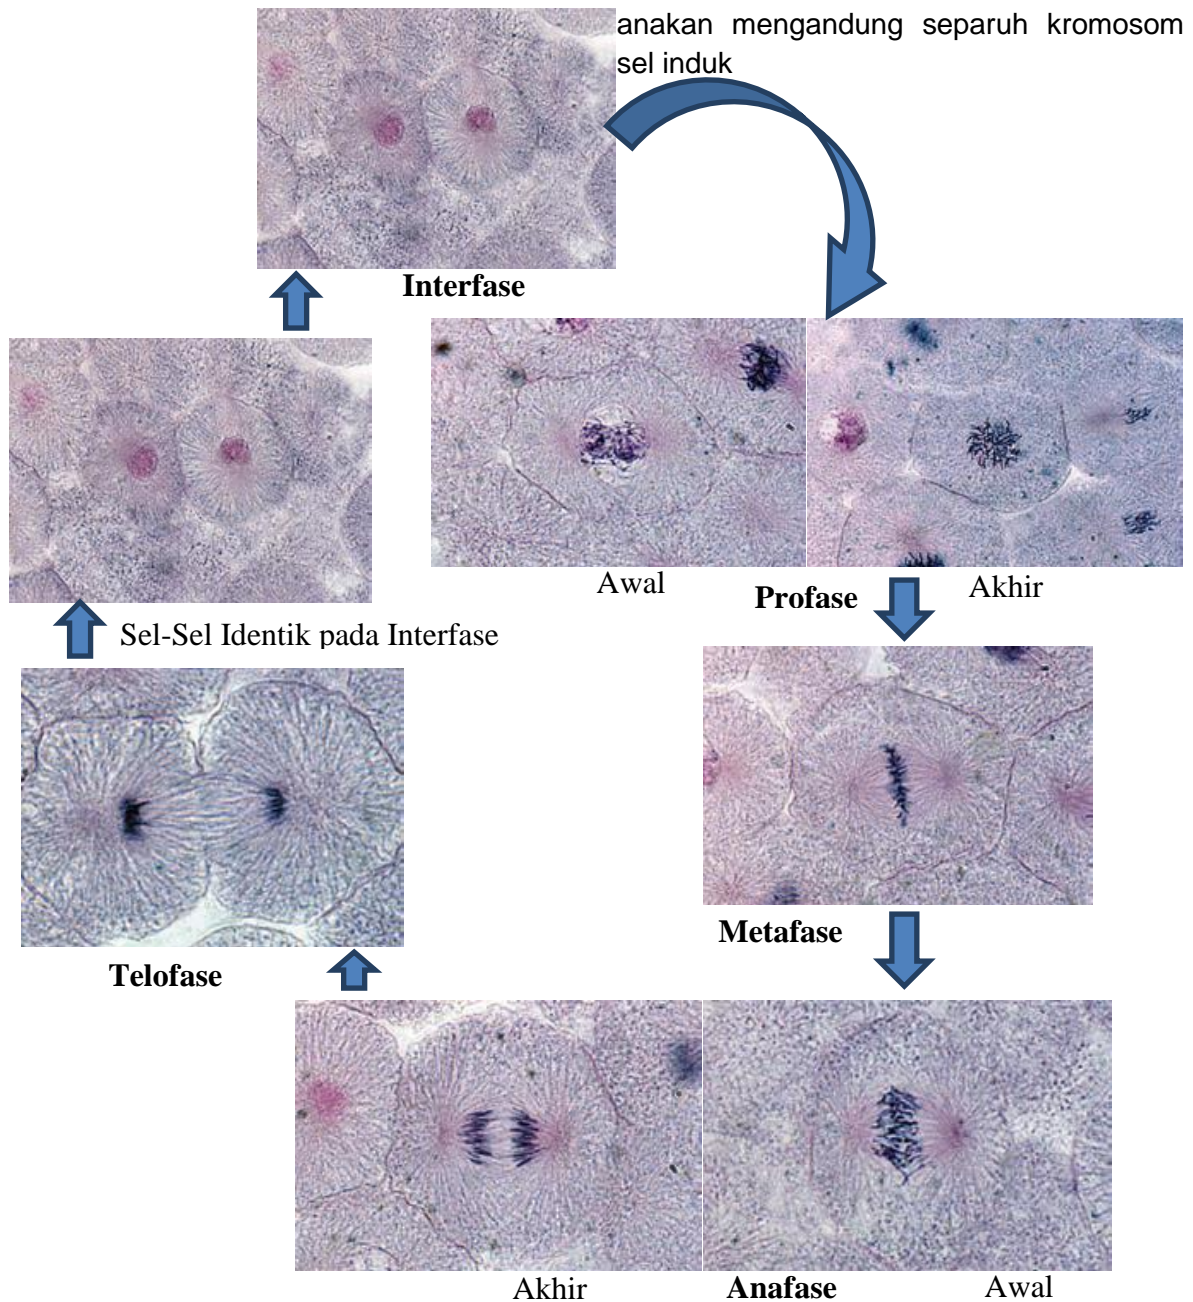 anakan mengandung separuh kromosom
sel induk
Interfase
Awal
Profase
Akhir
Sel-Sel Identik pada Interfase
Metafase
Telofase
Akhir
Anafase
Awal